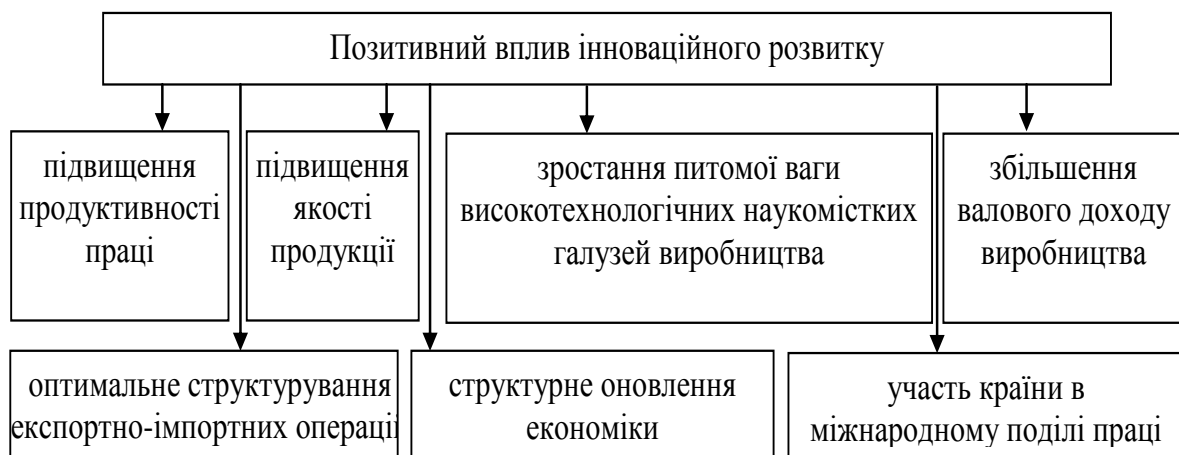 Позитивний вплив інноваційного розвитку
підвищення
продуктивності
праці
підвищення
якості
продукції
зростання питомої ваги
високотехнологічних наукомістких
галузей виробництва
збільшення
валового доходу
виробництва
оптимальне структурування
експортно-імпортних операції
структурне оновлення
економіки
участь країни в
міжнародному поділі праці